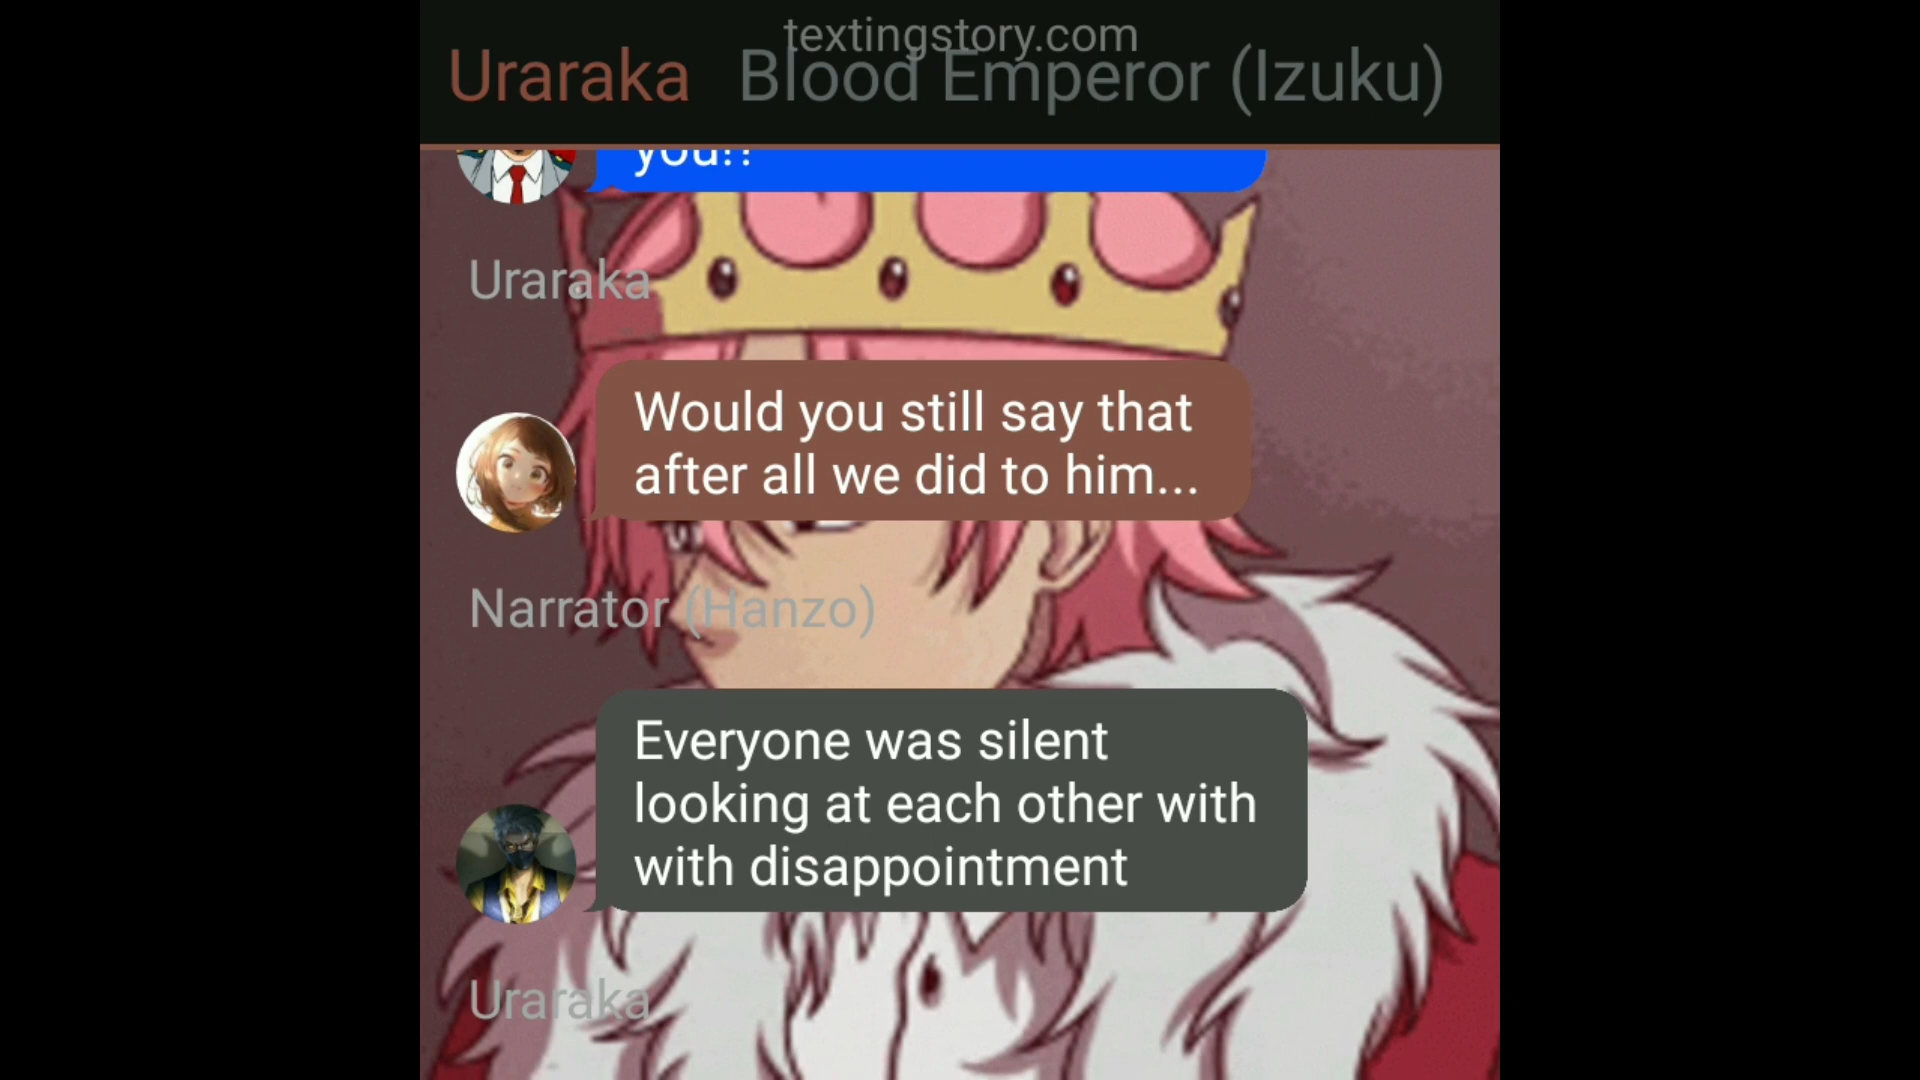 textingstory.com
Uraraka Blood Emperor (Izuku)
you!!
Uraraka
Would you still say that
after all we did to him...
Narrator (Hanzo)
Everyone was silent
looking at each other with
with disappointment
Uraraka